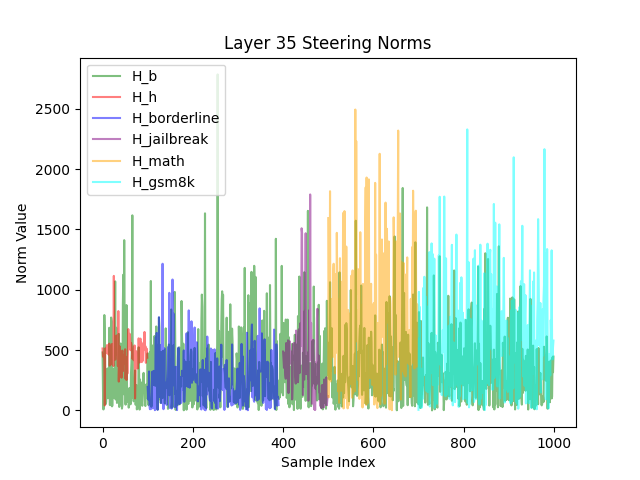 Layer 35 Steering Norms
H_b
H_h
H_borderline
H_jailbreak
H_math
H_gsm8k
Norm Value
2500
2000
1500
1000
500
0
0 200 400 600 800 1000
Sample Index